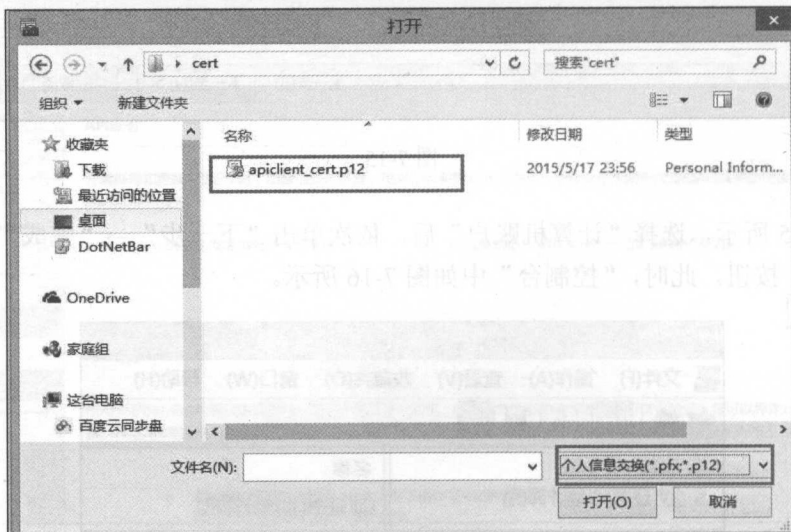 打开
cert
搜索"cert"
组织
新建文件夹
名称
修改日期
类型
收藏夹
下载
最近访问的位置
桌面
DotNetBar
OneDrive
家庭组
这台电脑
百度云同步盘
apiclient_cert.p12
2015/5/17 23:56
Personal Inform...
文件名(N):
个人信息交换(*.pfx;*.p12)
打开(O)
取消